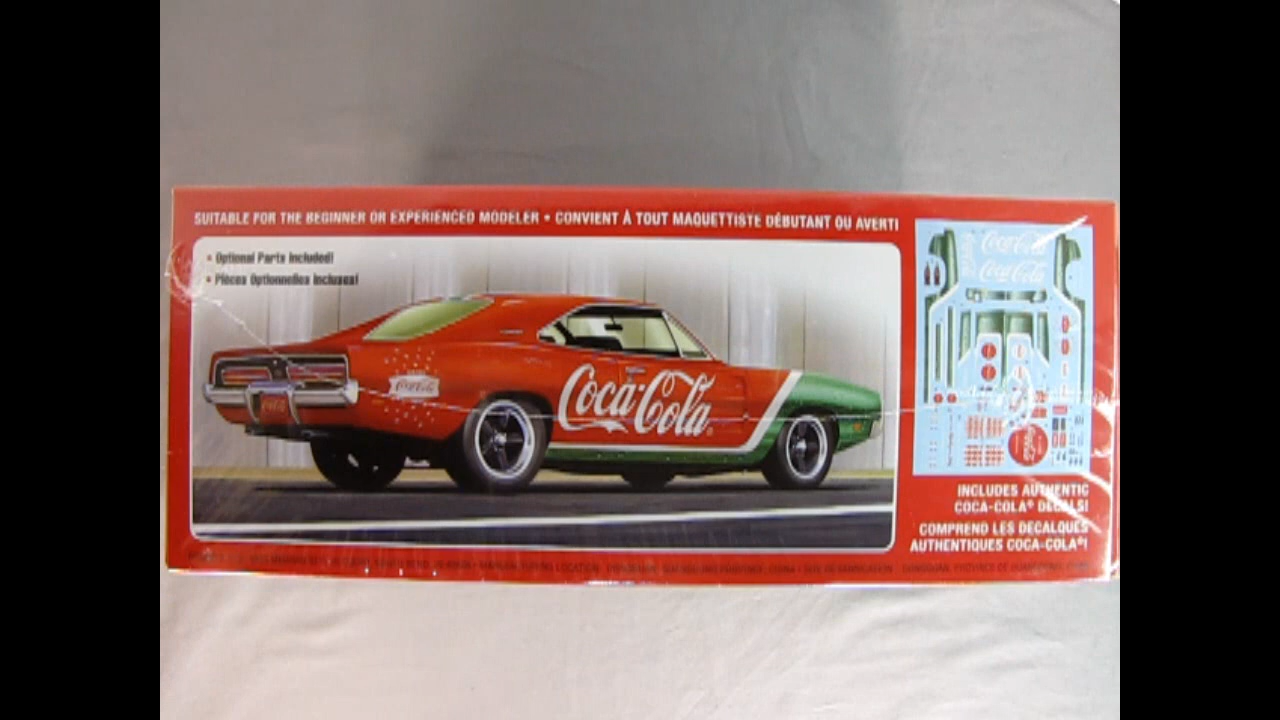 SUITABLE FOR THE BEGINNER OR EXPERIENCED MODELER • CONVIENT À TOUT MAQUETTISTE DÉBUTANT OU AVERTI
• Optional Parts Included!
• Pièces Optionnelles Incluses!
Coca-Cola
Coca-Cola
Coca-Cola
Coca-Cola
INCLUDES AUTHENTIC
COCA-COLA® DECALS!
COMPREND LES DECALQUES
AUTHENTIQUES COCA-COLA®!